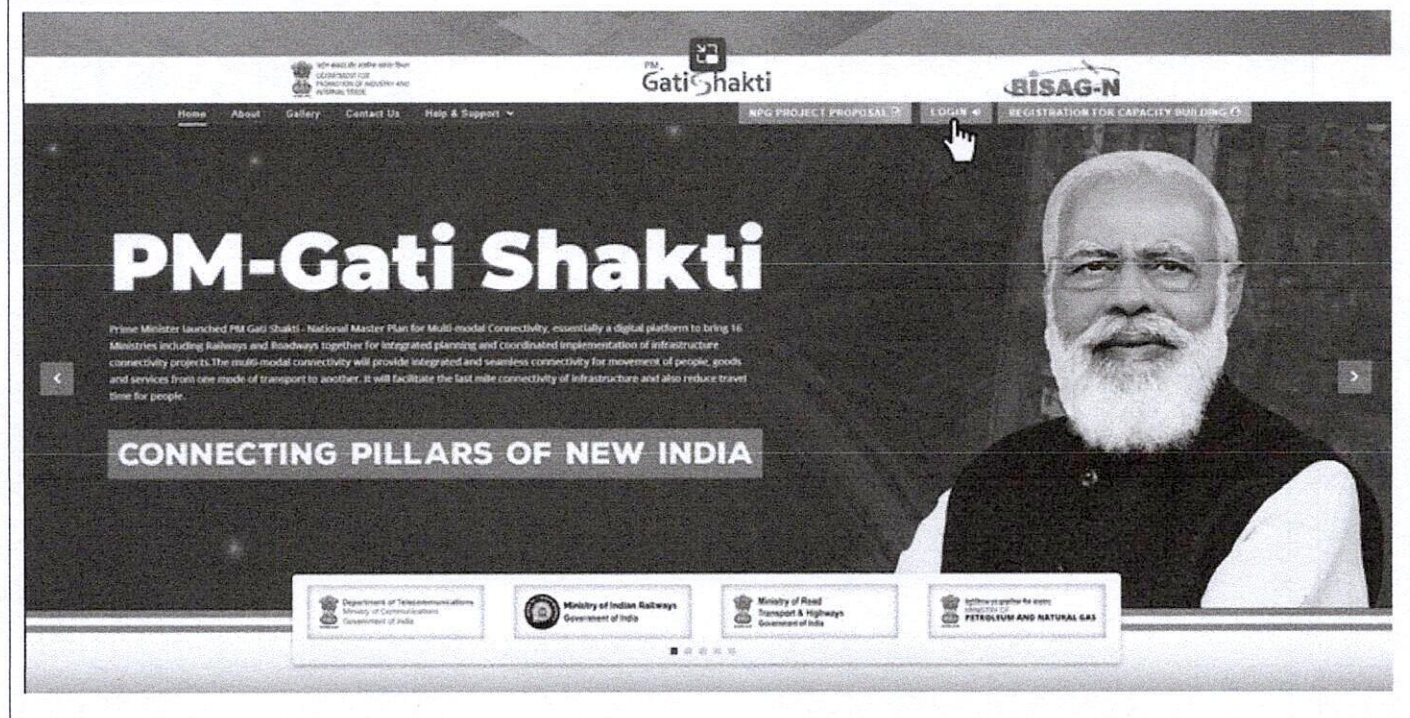 DEPARTMENT FOR
PROMOTION OF INDUSTRY AND
INTERNAL TRADE
PM
GatiShakti
BISAG-N
Home About Gallery Contact Us Help & Support
NPG PROJECT PROPOSAL LOGIN REGISTRATION FOR CAPACITY BUILDING
PM-Gati Shakti
Prime Minister launched PM Gati Shakti - National Master Plan for Multi-modal Connectivity, essentially a digital platform to bring 16
Ministries including Railways and Roadways together for integrated planning and coordinated implementation of infrastructure
connectivity projects.The multi-modal connectivity will provide integrated and seamless connectivity for movement of people, goods
and services from one mode of transport to another. It will facilitate the last mile connectivity of infrastructure and also reduce travel
time for people.
CONNECTING PILLARS OF NEW INDIA
Department of Telecommunications
Ministry of Communications
Government of India
Ministry of Indian Railways
Government of India
Ministry of Road
Transport & Highways
Government of India
MINISTRY OF
PETROLEUM AND NATURAL GAS